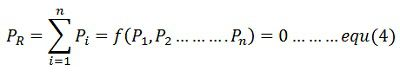 P_R = \sum_{i=1}^{n} P_i = f(P_1, P_2 ... ... ... . P_n) = 0 ... ... ... equ(4)